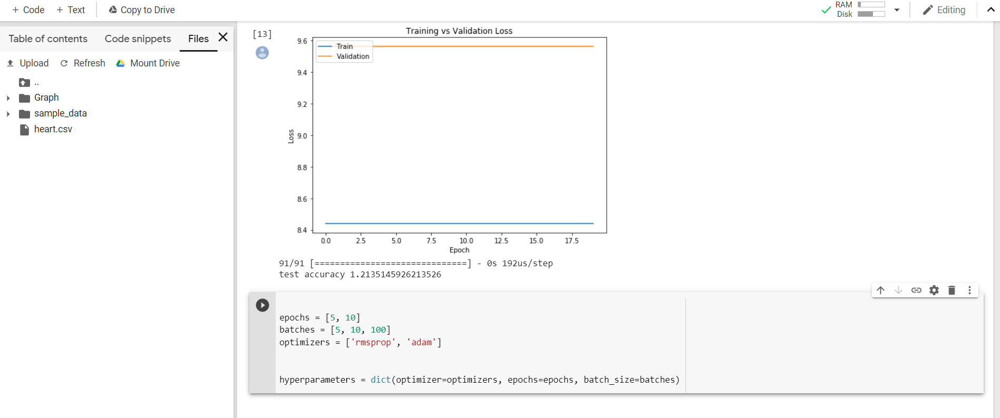 + Code + Text Copy to Drive
RAM
Disk
Editing
Table of contents Code snippets Files
Upload Refresh Mount Drive
..
Graph
sample_data
heart.csv
[13]
Training vs Validation Loss
Train
Validation
9.6
9.4
9.2
9.0
8.8
8.6
8.4
Loss
0.0 2.5 5.0 7.5 10.0 12.5 15.0 17.5
Epoch
91/91 [==============================] - 0s 192us/step
test accuracy 1.2135145926213526
epochs = [5, 10]
batches = [5, 10, 100]
optimizers = ['rmsprop', 'adam']
hyperparameters = dict(optimizer=optimizers, epochs=epochs, batch_size=batches)